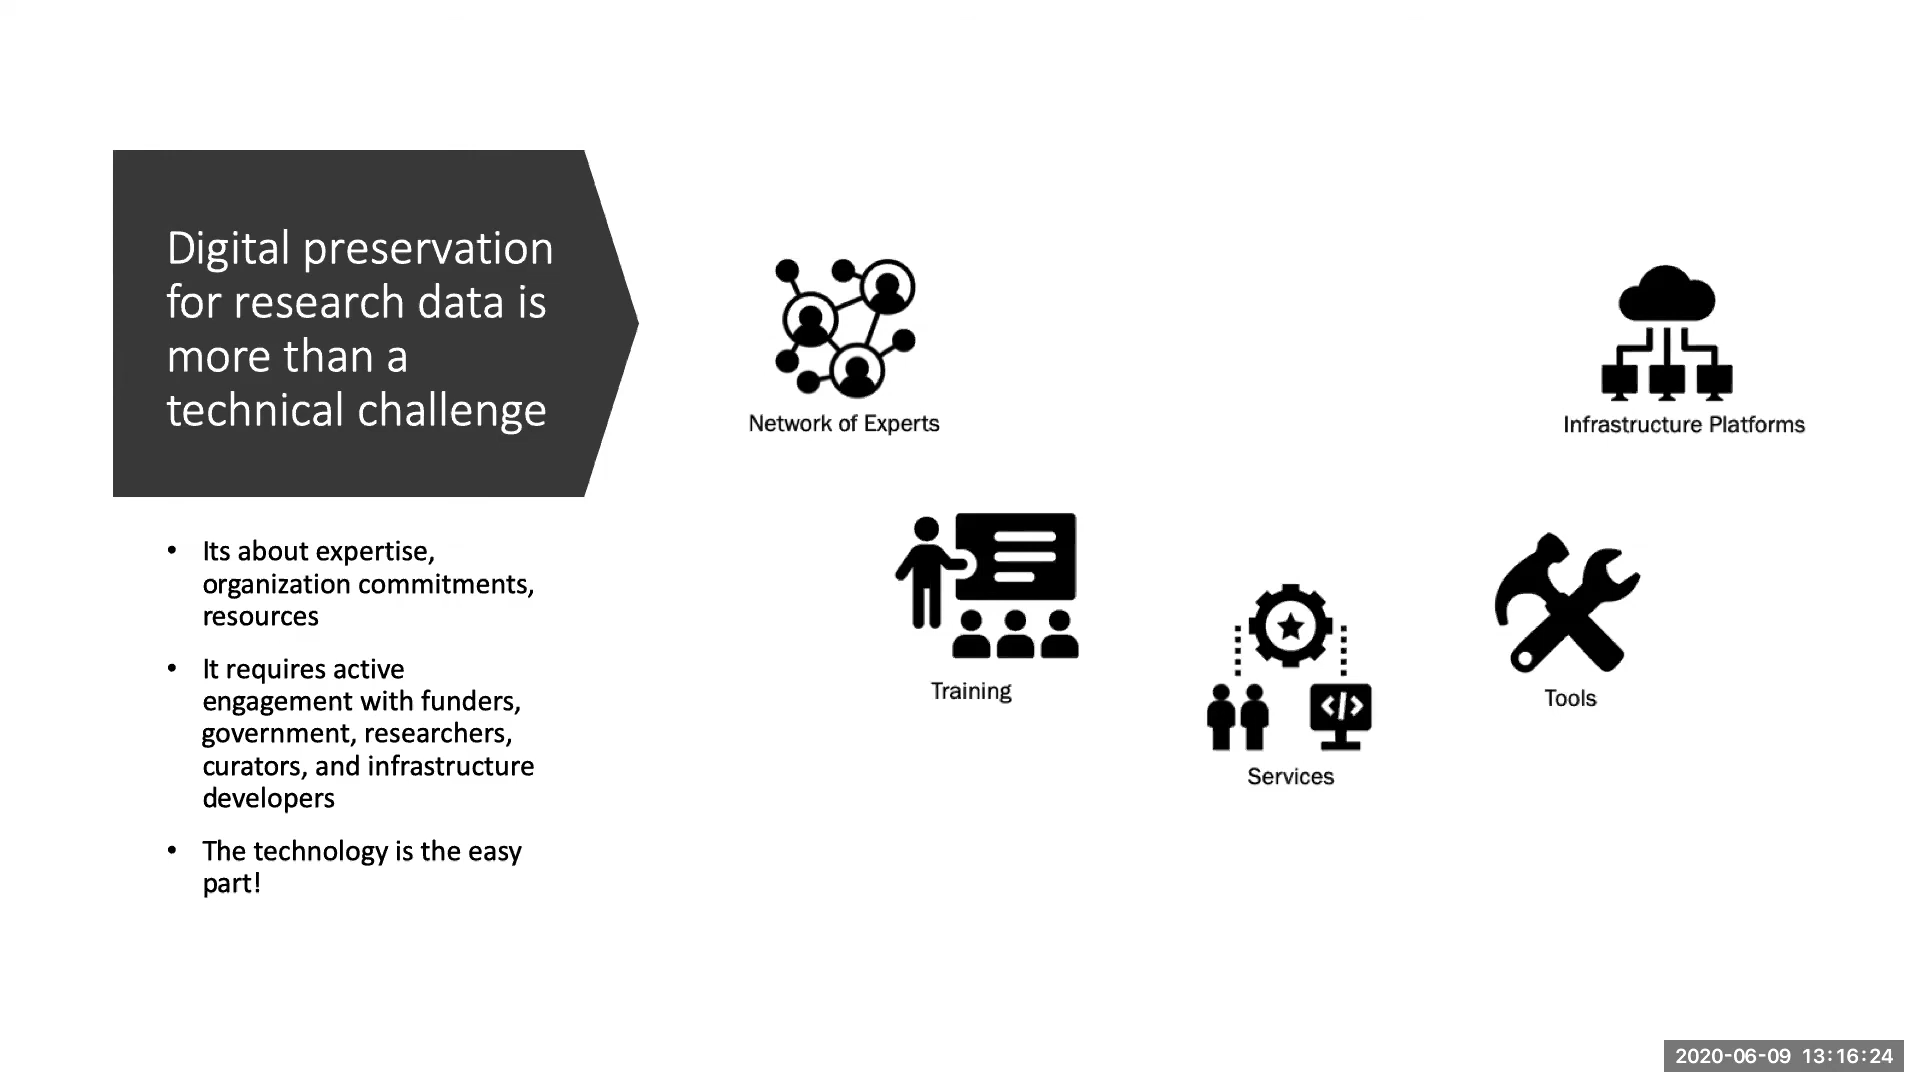 Digital preservation
for research data is
more than a
technical challenge
• Its about expertise,
organization commitments,
resources
• It requires active
engagement with funders,
government, researchers,
curators, and infrastructure
developers
• The technology is the easy
part!
Network of Experts
Infrastructure Platforms
Training
</>
Services
Tools
2020-06-09 13:16:24